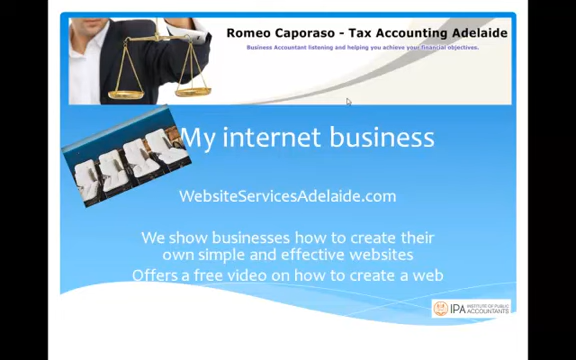 Romeo Caporaso - Tax Accounting Adelaide
Business Accountant listening and helping you achieve your financial objectives.
My internet business
WebsiteServicesAdelaide.com
We show businesses how to create their
own simple and effective websites
Offers a free video on how to create a web
IPA INSTITUTE OF PUBLIC
ACCOUNTANTS